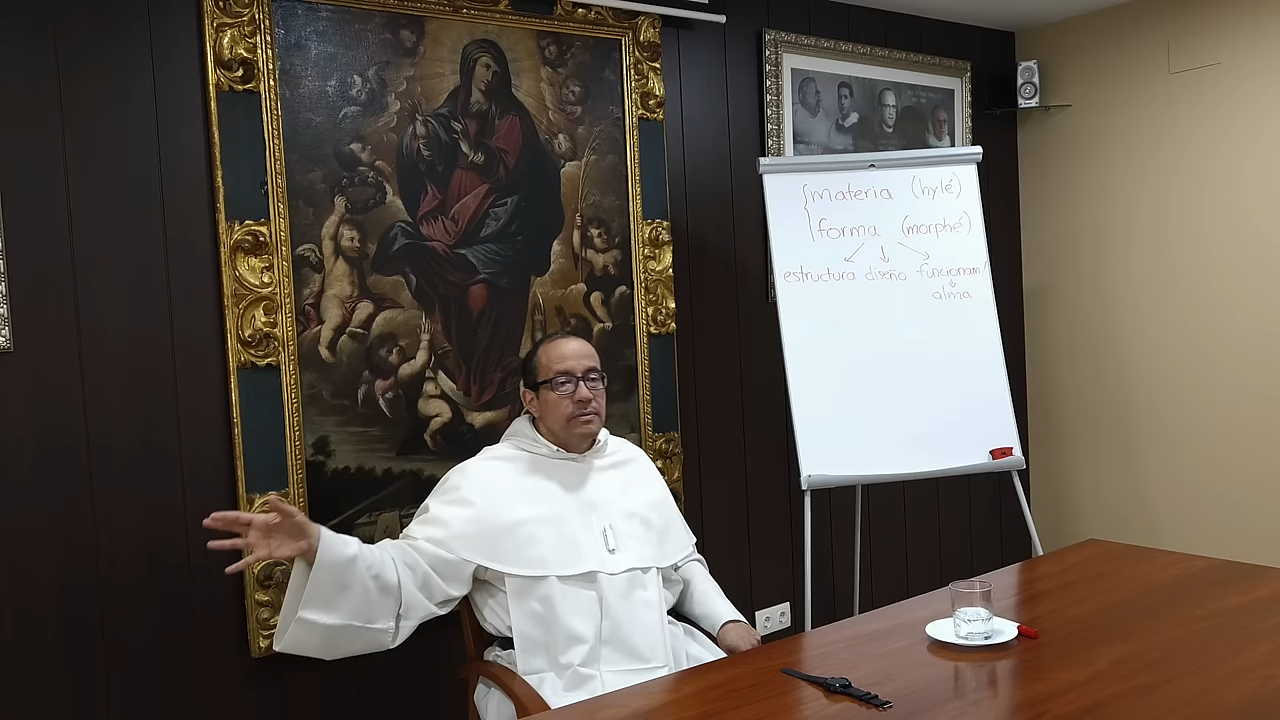 materia (hylé)
forma (morphé)
estructura diseño funcionam/
alma